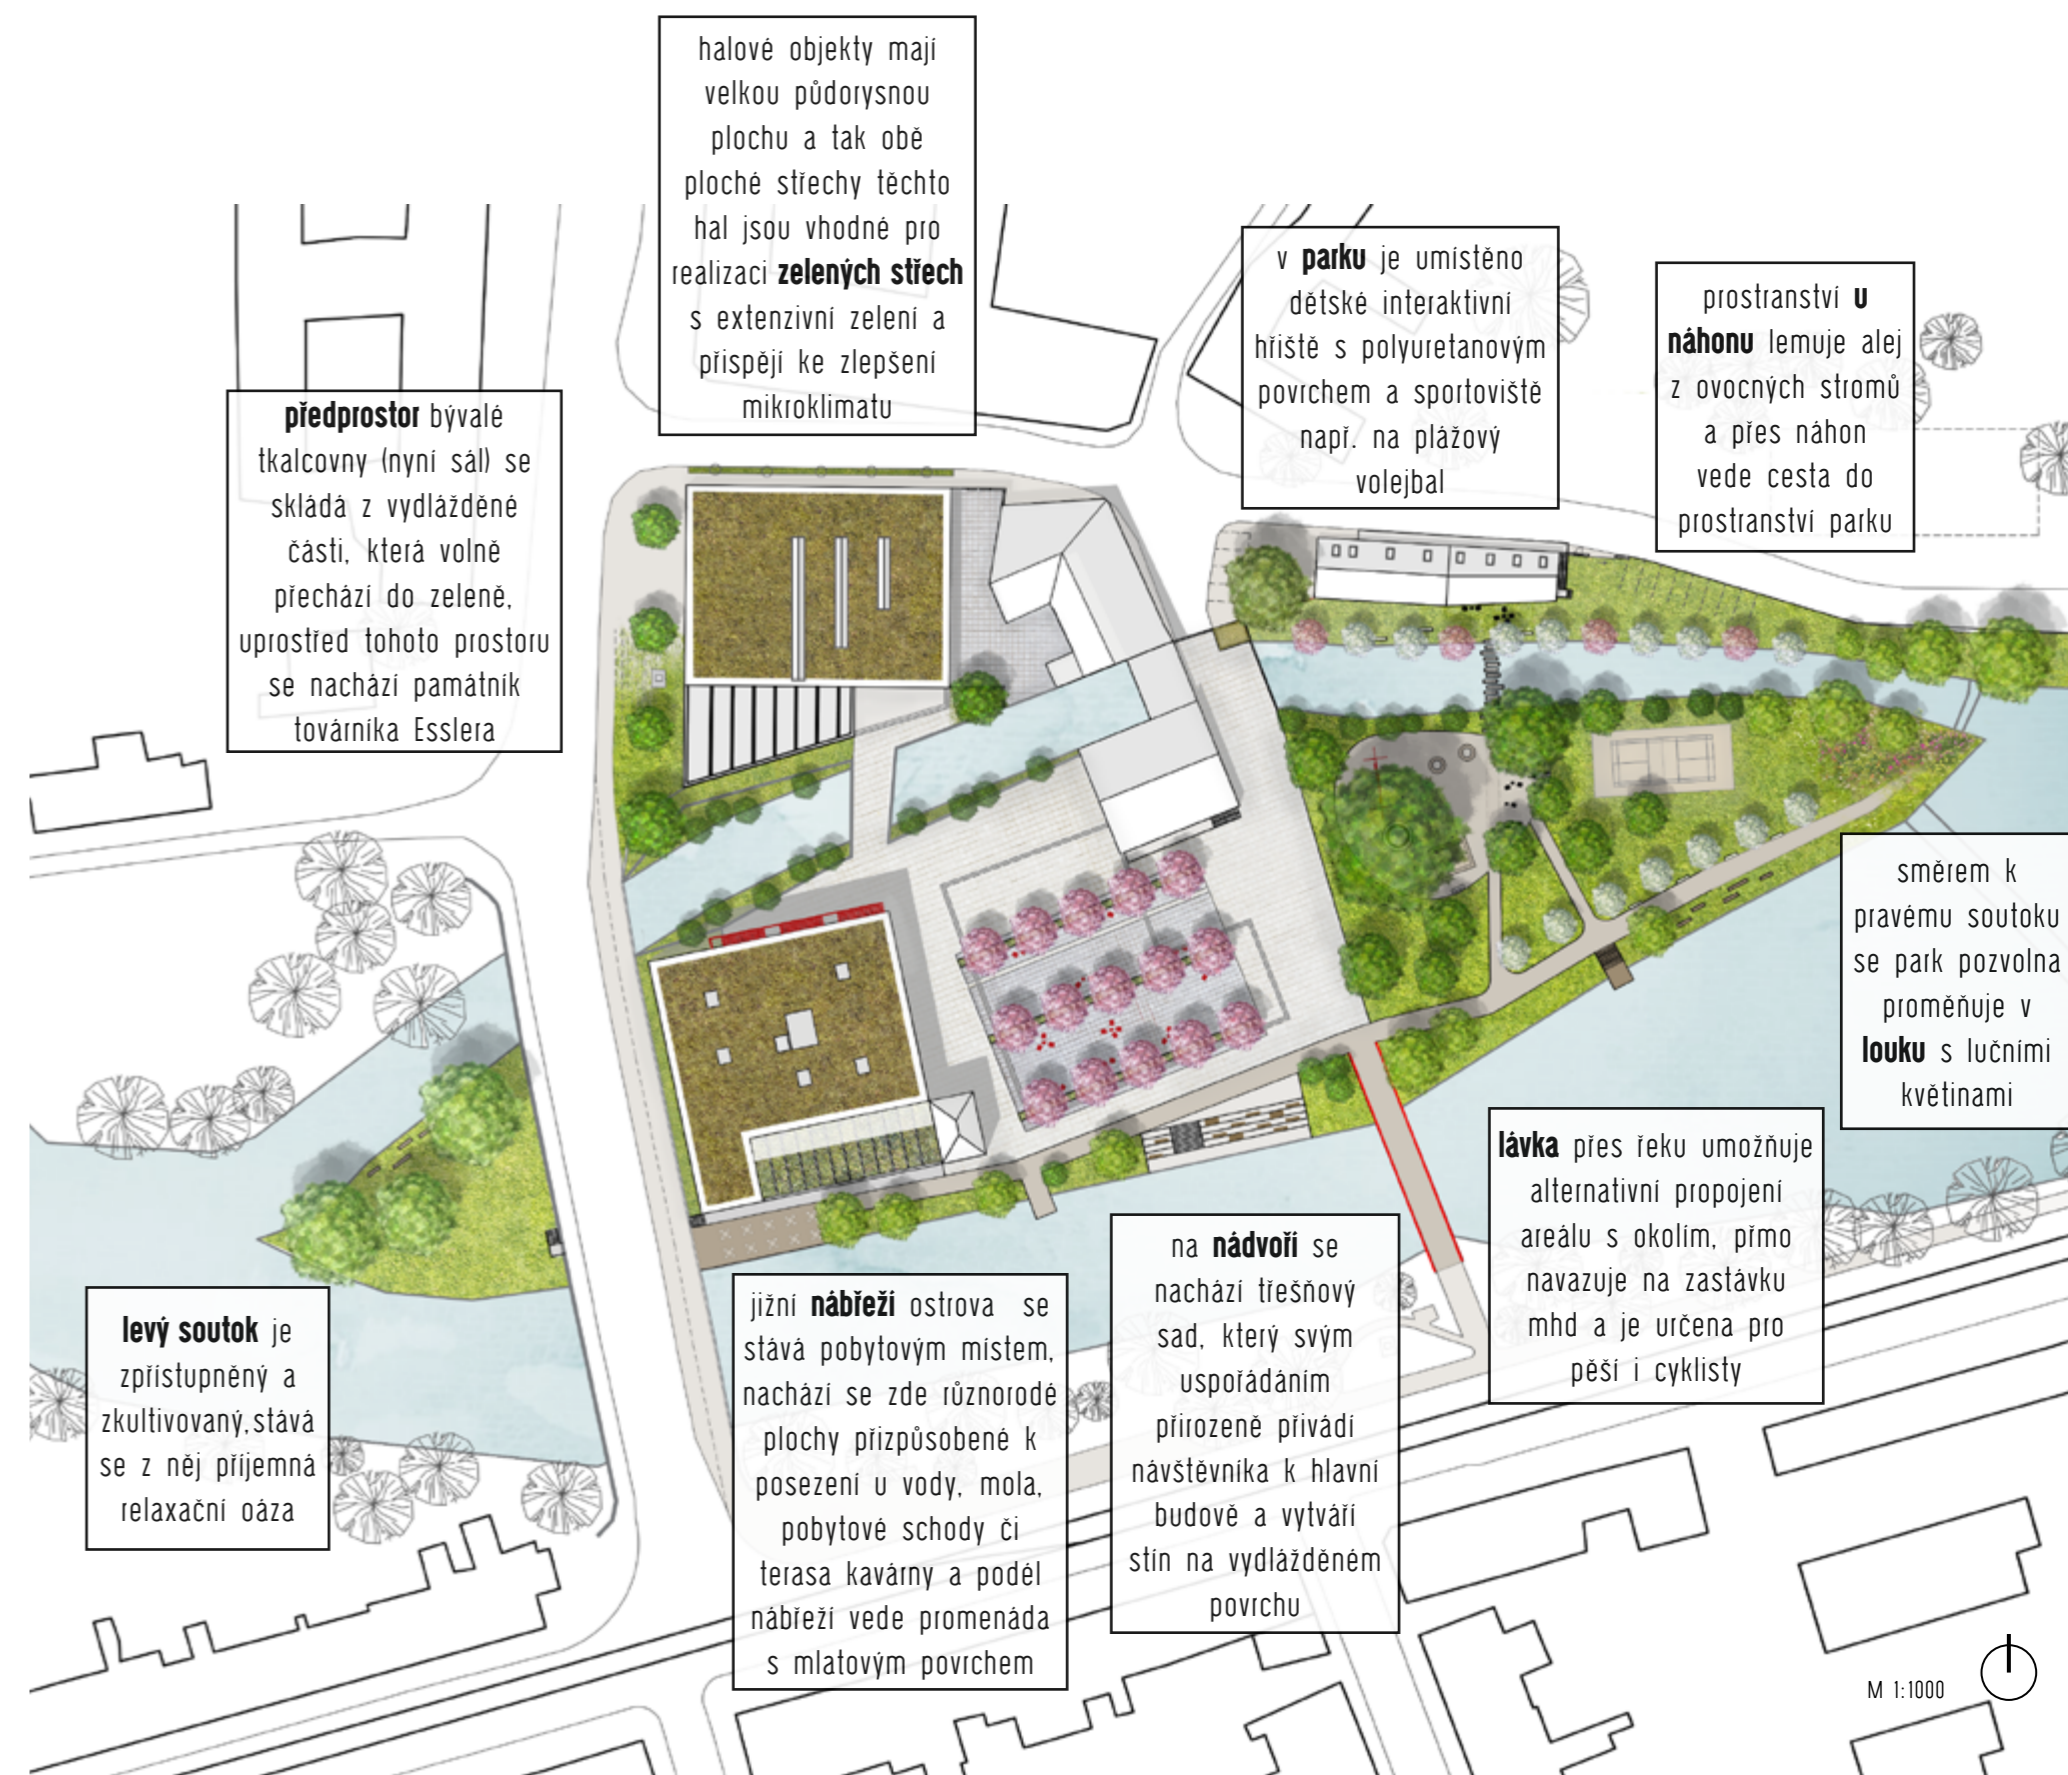 halové objekty mají
velkou půdorysnou
plochu a tak obě
ploché střechy těchto
hal jsou vhodné pro
realizaci zelených střech
s extenzivní zelení a
přispějí ke zlepšení
mikroklimatu
v parku je umístěno
dětské interaktivní
hřiště s polyuretanovým
povrchem a sportoviště
např. na plážový
volejbal
prostranství u
náhonu lemuje alej
z ovocných stromů
a přes náhon
vede cesta do
prostranství parku
předprostor bývalé
tkalcovny (nyní sál) se
skládá z vydlážděné
části, která volně
přechází do zeleně,
uprostřed tohoto prostoru
se nachází památník
továrníka Esslera
směrem k
pravému soutoku
se park pozvolna
proměňuje v
louku s lučními
květinami
lávka přes řeku umožňuje
alternativní propojení
areálu s okolím, přmo
navazuje na zastávku
mhd a je určena pro
pěší i cyklisty
na nádvoří se
nachází třešňový
sad, který svým
uspořádáním
přirozeně přivádí
návštěvníka k hlavní
budově a vytváří
stín na vydlážděném
povrchu
jižní nábřeží ostrova se
stává pobytovým místem,
nachází se zde různorodé
plochy přizpůsobené k
posezení u vody, mola,
pobytové schody či
terasa kavárny a podél
nábřeží vede promenáda
s mlatovým povrchem
levý soutok je
zpřístupněný a
zkultivovaný,stává
se z něj příjemná
relaxační oáza
M 1:1000